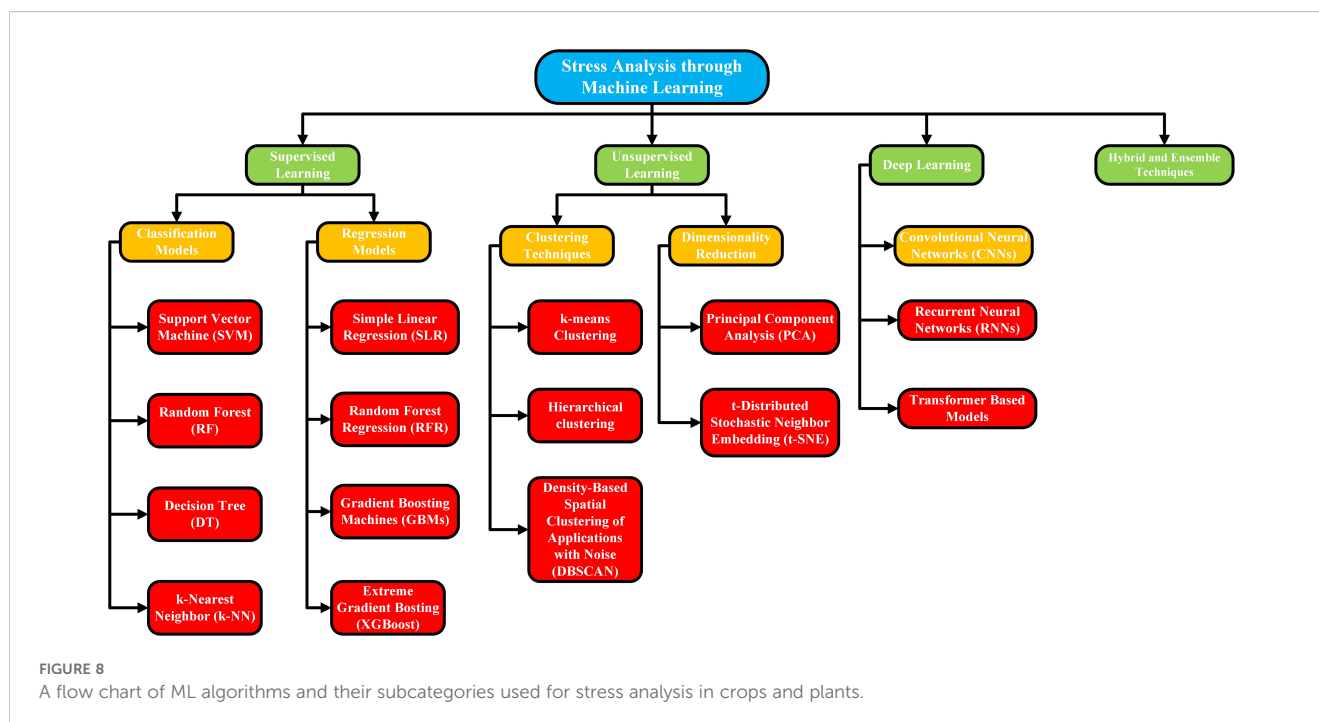 Stress Analysis through
Machine Learning
Supervised
Learning
Unsupervised
Learning
Deep Learning
Hybrid and Ensemble
Techniques
Classification
Models
Regression
Models
Clustering
Techniques
Dimensionality
Reduction
Convolutional Neural
Networks (CNNs)
Support Vector
Machine (SVM)
Simple Linear
Regression (SLR)
k-means
Clustering
Principal Component
Analysis (PCA)
Recurrent Neural
Networks (RNNs)
Random Forest
(RF)
Random Forest
Regression (RFR)
Hierarchical
clustering
t-Distributed
Stochastic Neighbor
Embedding (t-SNE)
Transformer Based
Models
Decision Tree
(DT)
Gradient Boosting
Machines (GBMs)
Density-Based
Spatial
Clustering of
Applications
with Noise
(DBSCAN)
k-Nearest
Neighbor (k-NN)
Extreme
Gradient Bosting
(XGBoost)
FIGURE 8
A flow chart of ML algorithms and their subcategories used for stress analysis in crops and plants.